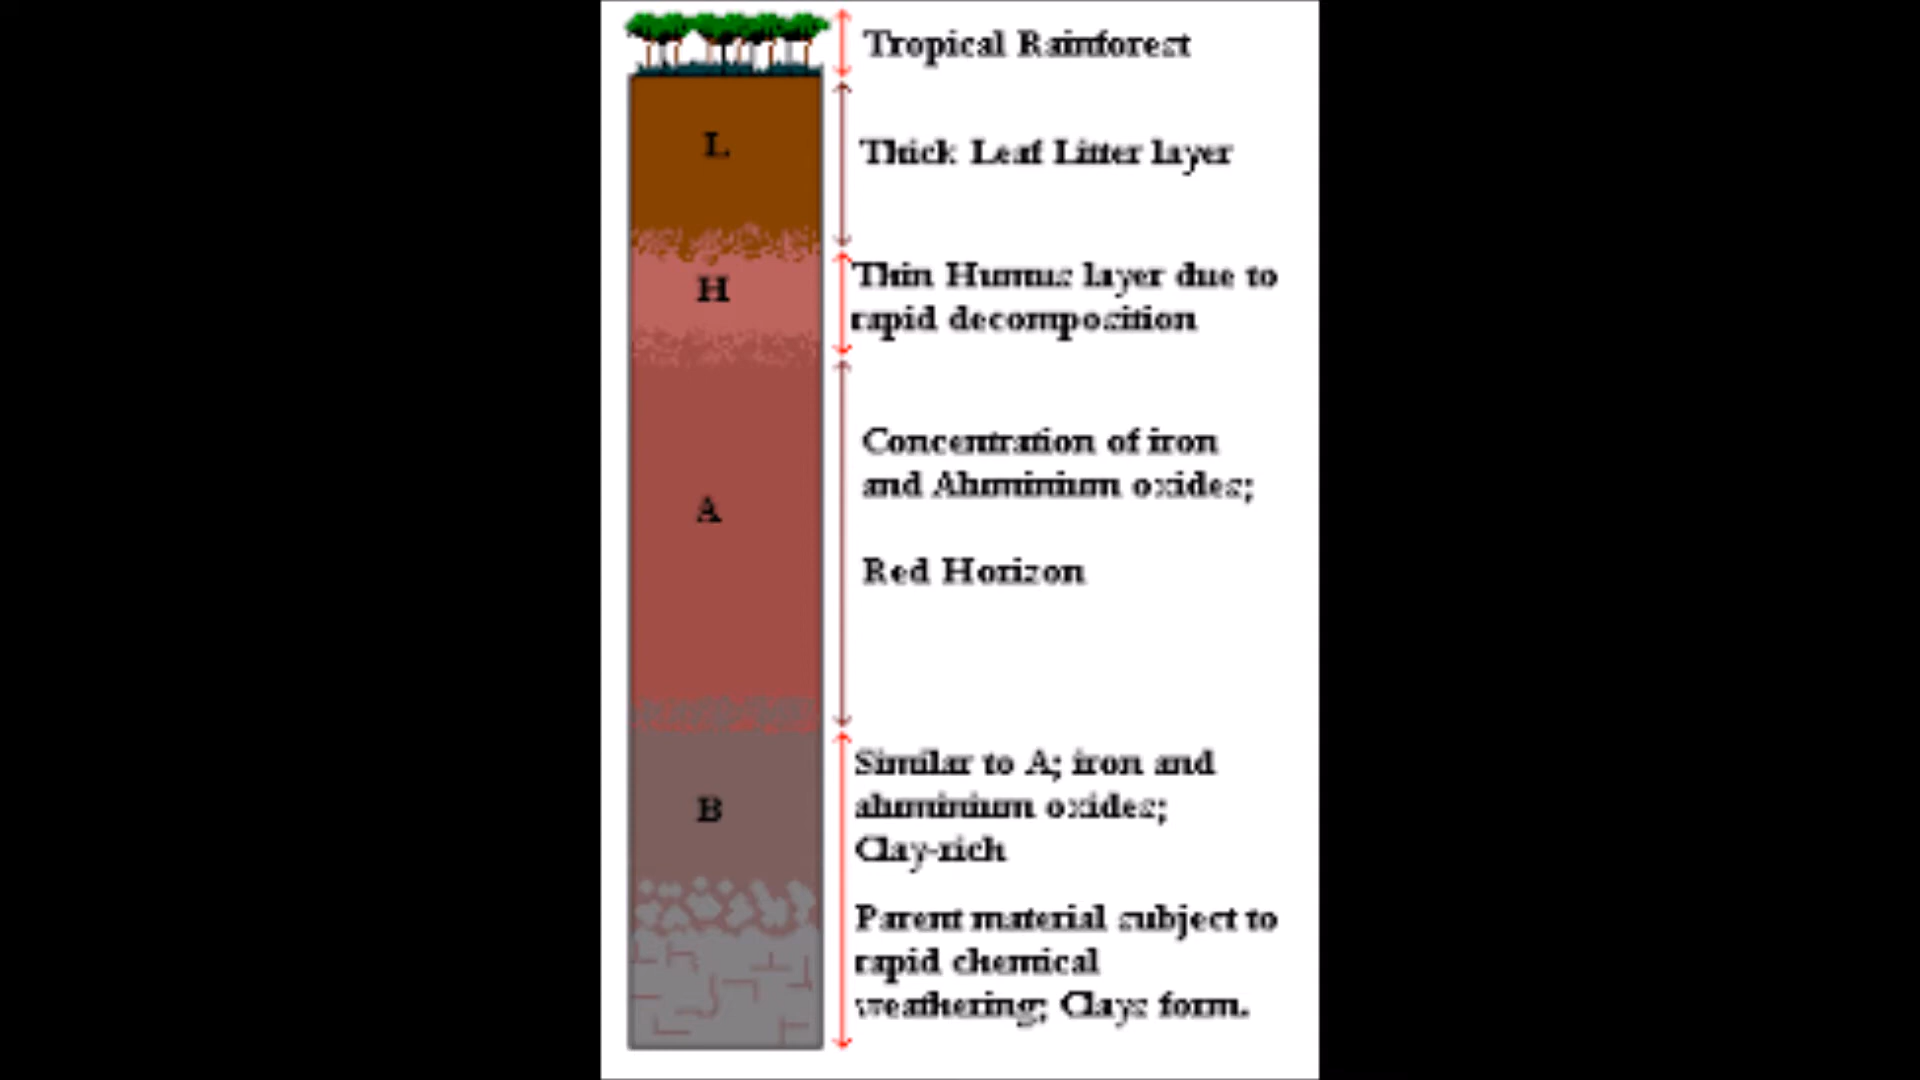 Tropical Rainforest
L
Thick Leaf Litter layer
H
Thin Humus layer due to
rapid decomposition
A
Concentration of iron
and Aluminium oxides;
Red Horizon
B
Similar to A; iron and
aluminium oxides;
Clay-rich
Parent material subject to
rapid chemical
weathering; Clays form.